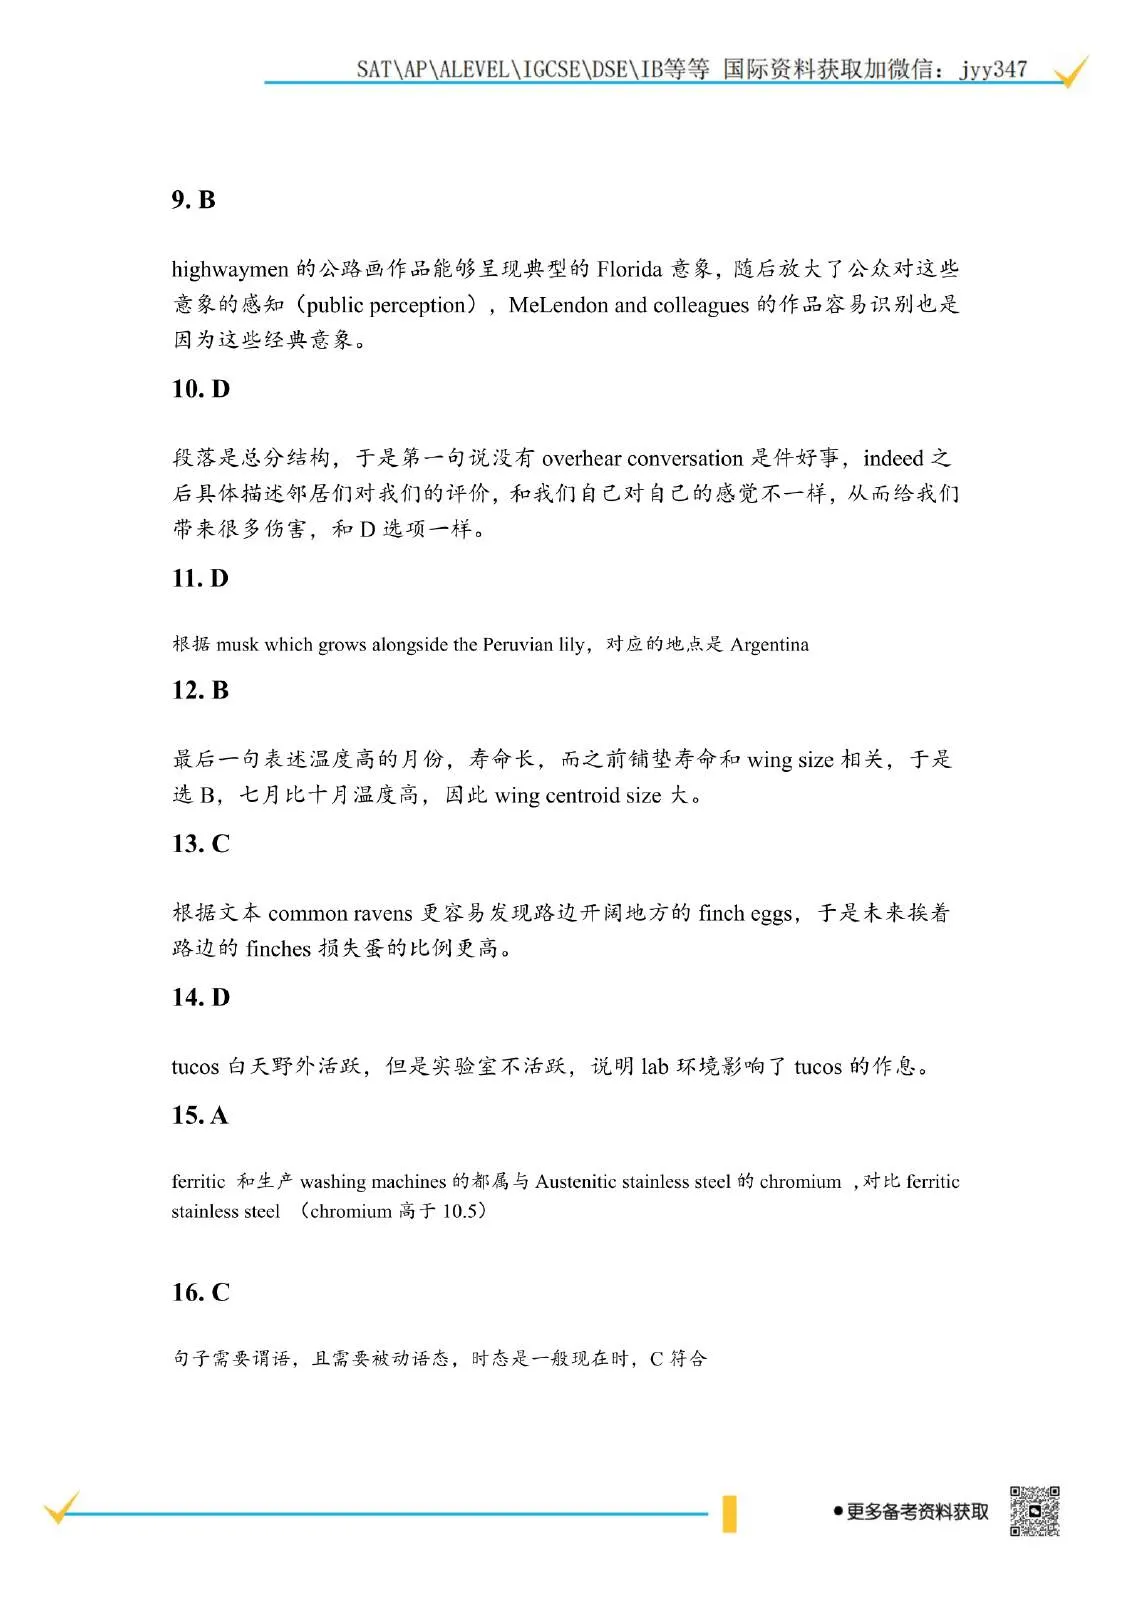 SAT\AP\ALEVEL\IGCSE\DSE\IB等等 国际资料获取加微信：jyy347
9. B
highwaymen 的公路画作品能够呈现典型的 Florida 意象，随后放大了公众对这些
意象的感知（public perception），MeLendon and colleagues 的作品容易识别也是
因为这些经典意象。
10. D
段落是总分结构，于是第一句说没有 overhear conversation 是件好事，indeed 之
后具体描述邻居们对我们的评价，和我们自己对自己的感觉不一样，从而给我们
带来很多伤害，和 D 选项一样。
11. D
根据 musk which grows alongside the Peruvian lily，对应的地点是 Argentina
12. B
最后一句表述温度高的月份，寿命长，而之前铺垫寿命和 wing size 相关，于是
选 B，七月比十月温度高，因此 wing centroid size 大。
13. C
根据文本 common ravens 更容易发现路边开阔地方的 finch eggs，于是未来挨着
路边的 finches 损失蛋的比例更高。
14. D
tucos 白天野外活跃，但是实验室不活跃，说明 lab 环境影响了 tucos 的作息。
15. A
ferritic 和生产 washing machines 的都属与 Austenitic stainless steel 的 chromium ,对比 ferritic
stainless steel （chromium 高于 10.5）
16. C
句子需要谓语，且需要被动语态，时态是一般现在时，C 符合
•更多备考资料获取